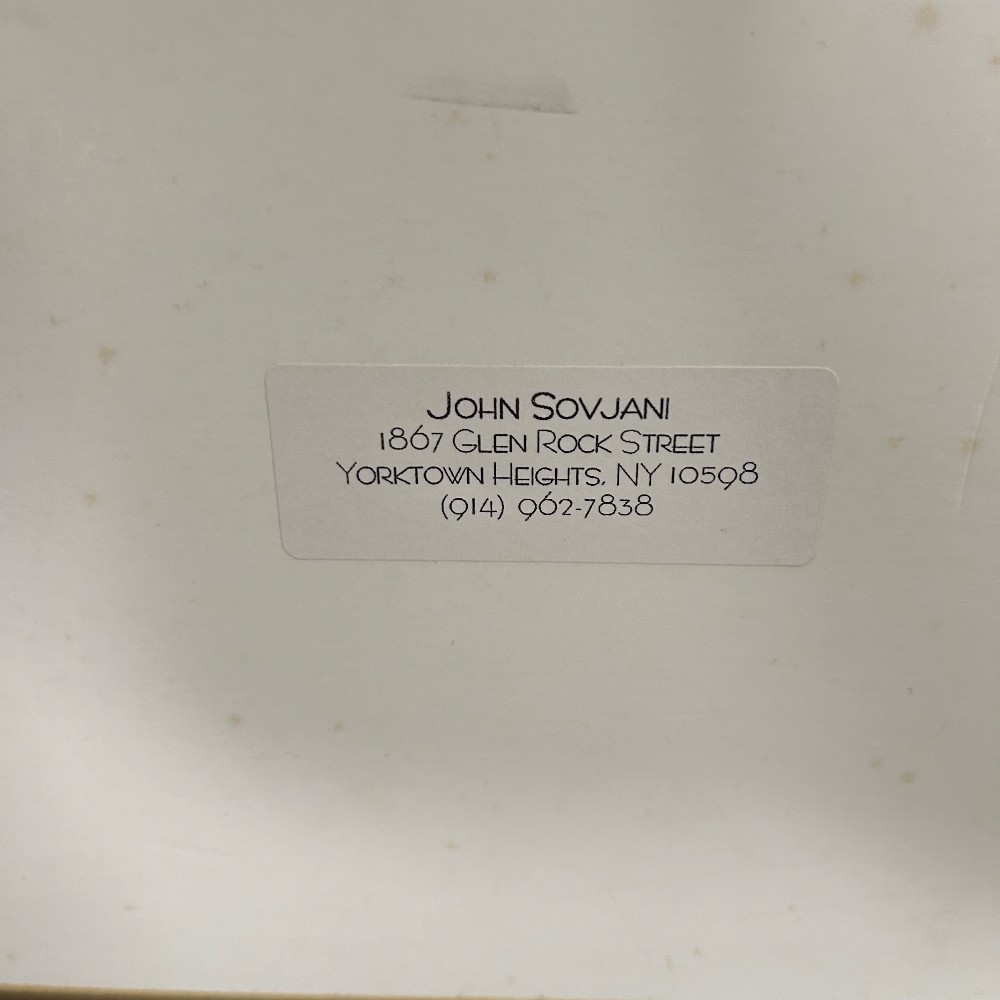 John Sovjani
1867 Glen Rock Street
Yorktown Heights, NY 10598
(914) 962-7838